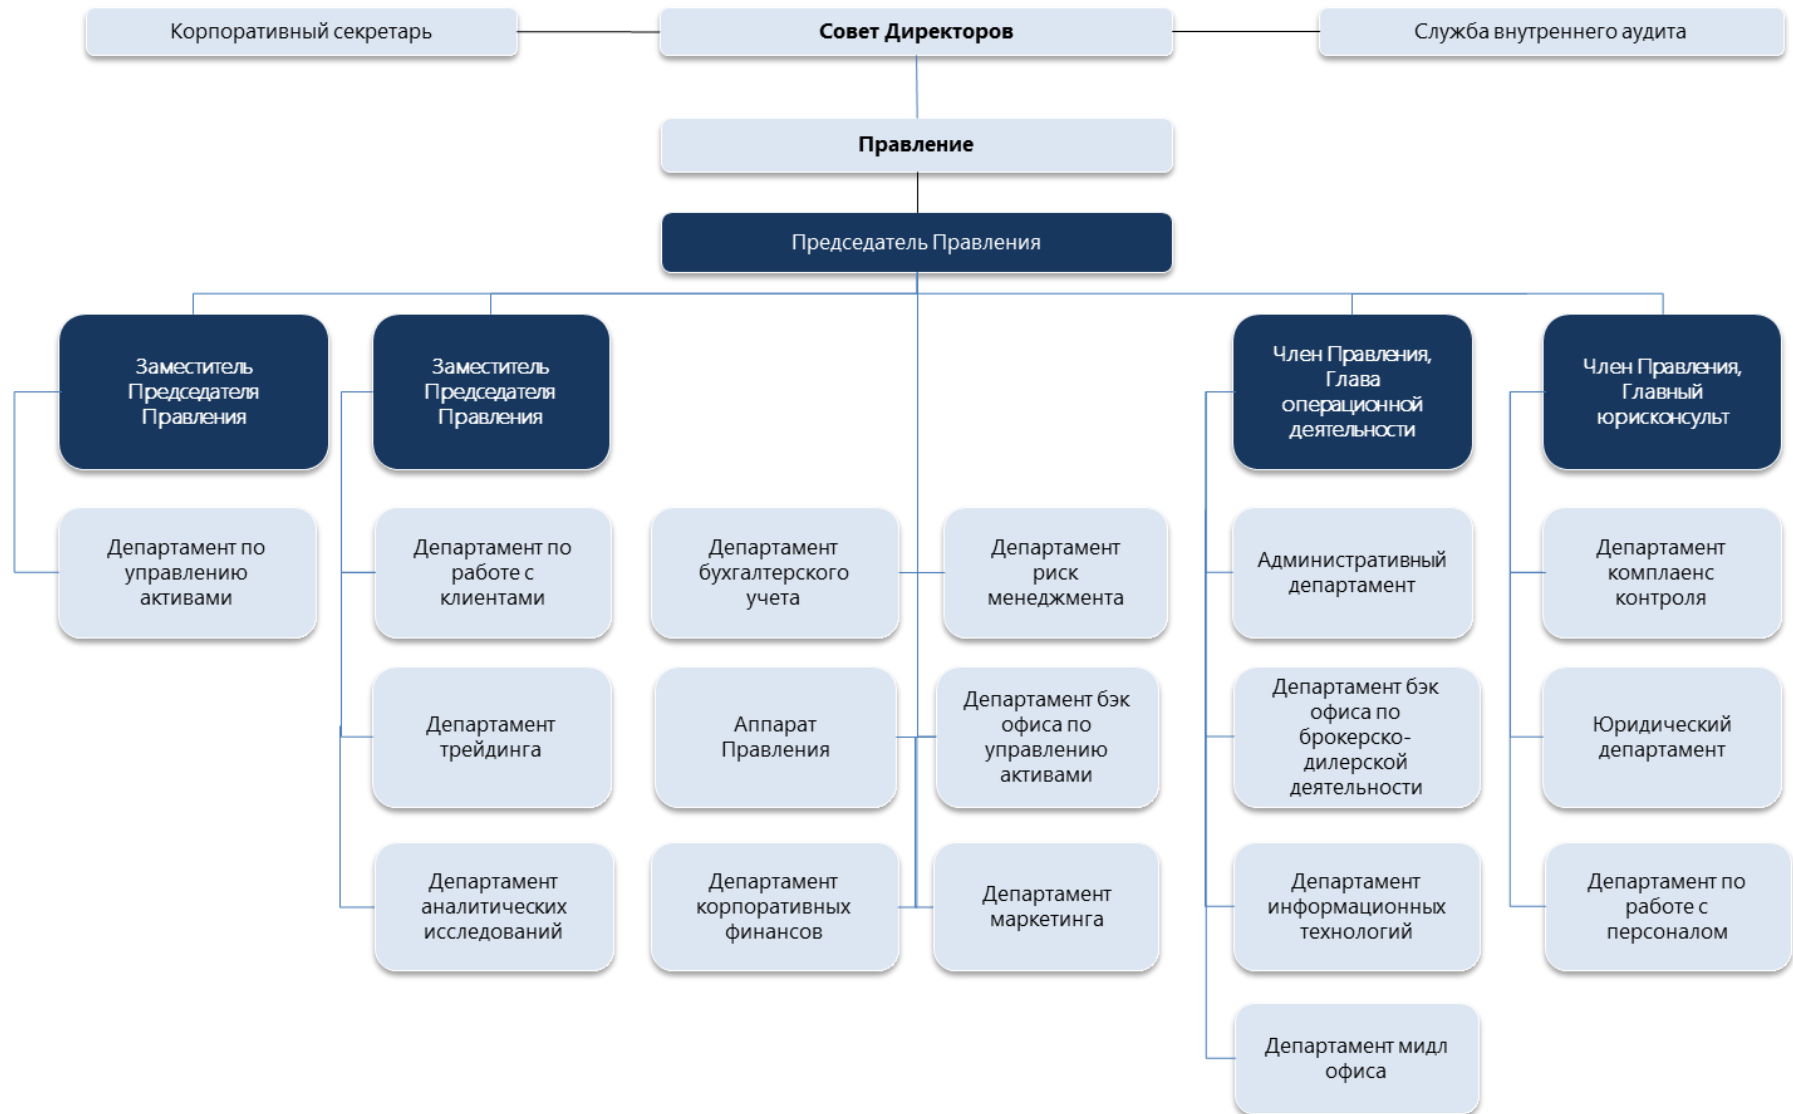 Корпоративный секретарь
Совет Директоров
Служба внутреннего аудита
Правление
Председатель Правления
Заместитель
Председателя
Правления
Заместитель
Председателя
Правления
Член Правления,
Глава
операционной
деятельности
Член Правления,
Главный
юрисконсульт
Департамент по
управлению
активами
Департамент по
работе с
клиентами
Департамент
бухгалтерского
учета
Департамент
риск
менеджмента
Административный
департамент
Департамент
комплаенс
контроля
Департамент
трейдинга
Аппарат
Правления
Департамент бэк
офиса по
управлению
активами
Департамент бэк
офиса по
брокерско-
дилерской
деятельности
Юридический
департамент
Департамент
аналитических
исследований
Департамент
корпоративных
финансов
Департамент
маркетинга
Департамент
информационных
технологий
Департамент по
работе с
персоналом
Департамент мидл
офиса